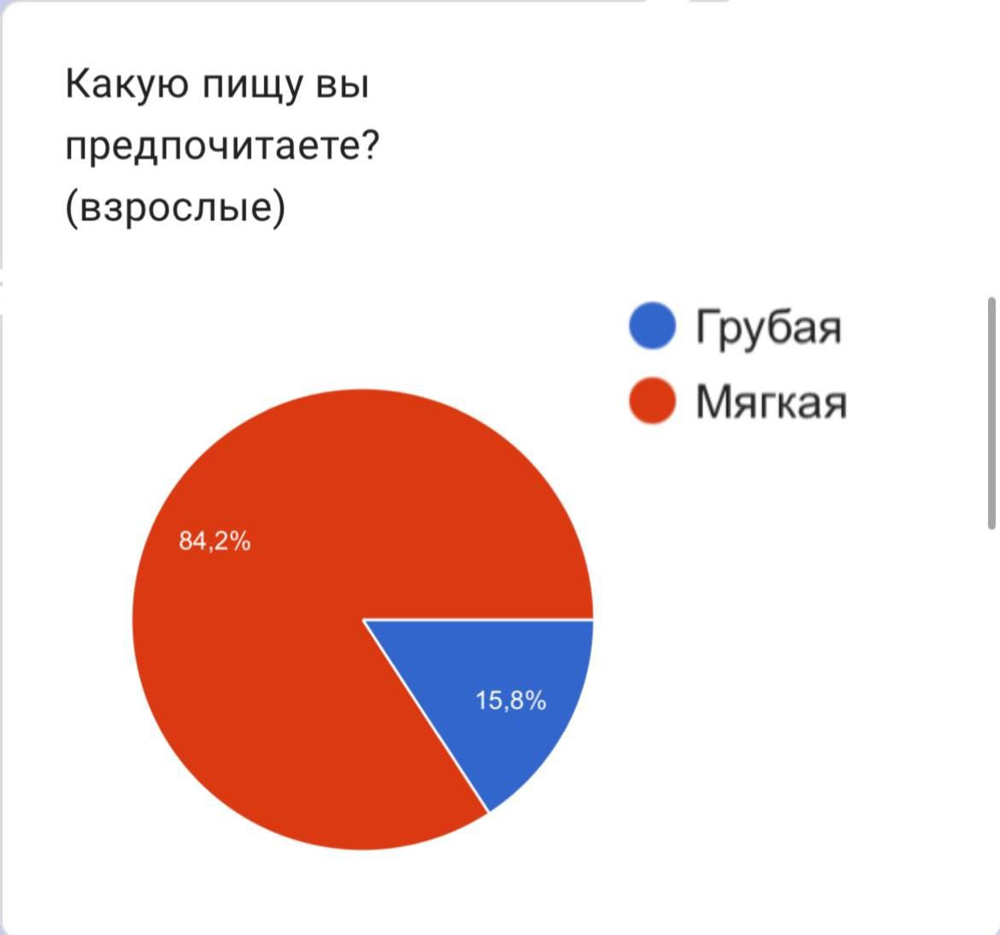 Какую пищу вы
предпочитаете?
(взрослые)
Грубая
Мягкая
84,2%
15,8%